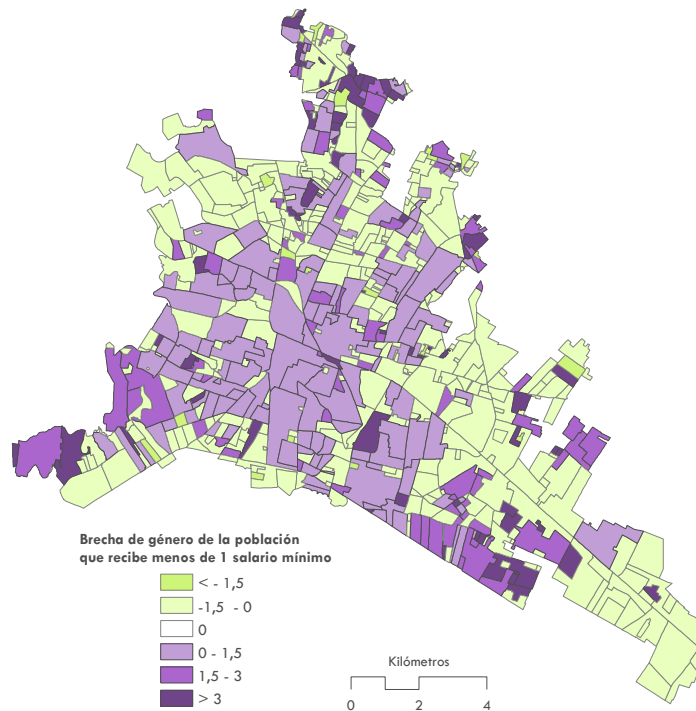 Brecha de género de la población
que recibe menos de 1 salario mínimo
< - 1,5
-1,5 - 0
0
0 - 1,5
1,5 - 3
> 3
Kilómetros
0 2 4